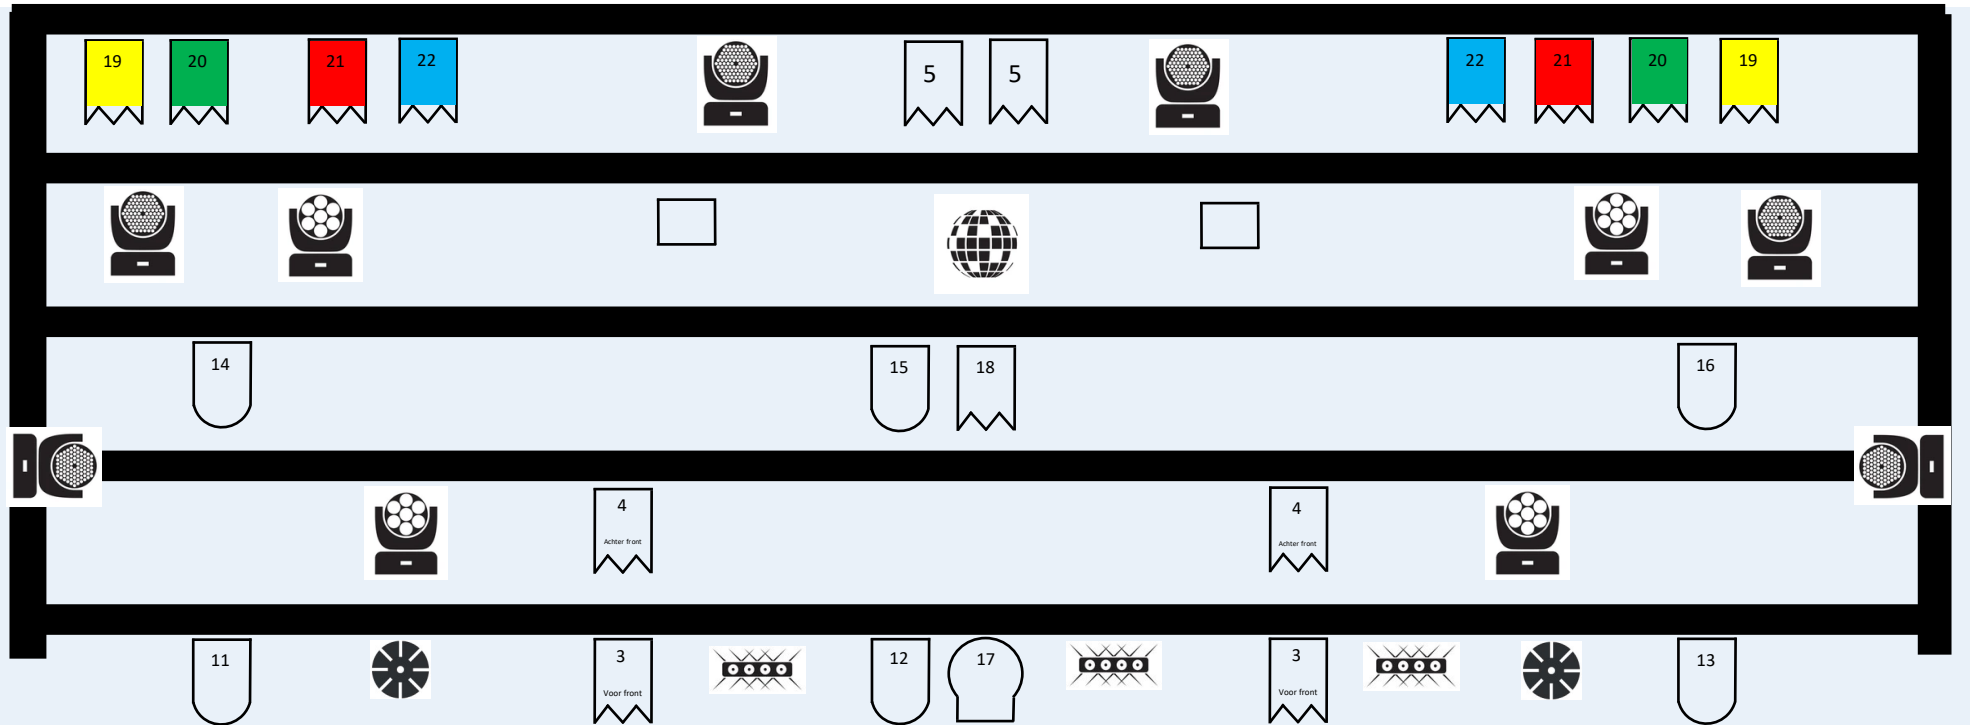 19 20 21 22 5 5 22 21 20 19
14 15 18 16
4 4
Achter front Achter front
11 3 12 17 3 13
Voor front Voor front